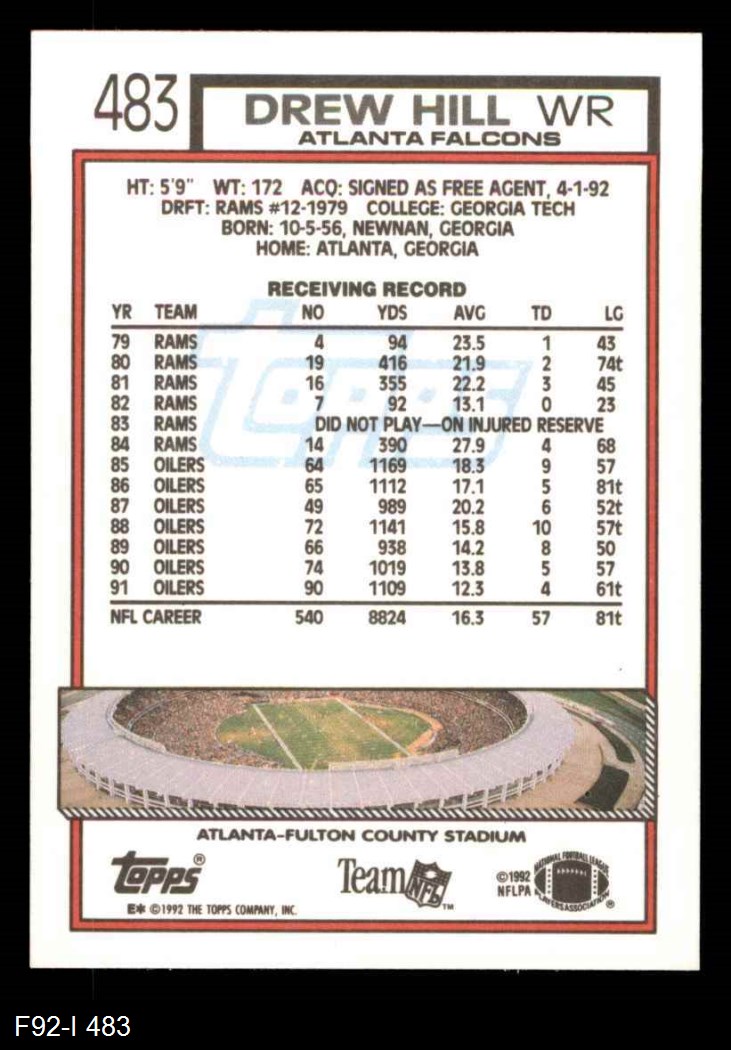 483 DREW HILL WR
ATLANTA FALCONS
HT: 5'9" WT: 172 ACQ: SIGNED AS FREE AGENT, 4-1-92
DRFT: RAMS #12-1979 COLLEGE: GEORGIA TECH
BORN: 10-5-56, NEWNAN, GEORGIA
HOME: ATLANTA, GEORGIA
RECEIVING RECORD
YR TEAM NO YDS AVG TD LG
79 RAMS 4 94 23.5 1 43
80 RAMS 19 416 21.9 2 74t
81 RAMS 16 355 22.2 3 45
82 RAMS 7 92 13.1 0 23
83 RAMS DID NOT PLAY—ON INJURED RESERVE
84 RAMS 14 390 27.9 4 68
85 OILERS 64 1169 18.3 9 57
86 OILERS 65 1112 17.1 5 81t
87 OILERS 49 989 20.2 6 52t
88 OILERS 72 1141 15.8 10 57t
89 OILERS 66 938 14.2 8 50
90 OILERS 74 1019 13.8 5 57
91 OILERS 90 1109 12.3 4 61t
NFL CAREER 540 8824 16.3 57 81t
topps
ATLANTA-FULTON COUNTY STADIUM
topps®
E* ©1992 THE TOPPS COMPANY, INC.
Team NFL™
©1992
NFLPA
NATIONAL FOOTBALL LEAGUE
PLAYERS ASSOCIATION®
F92-I 483